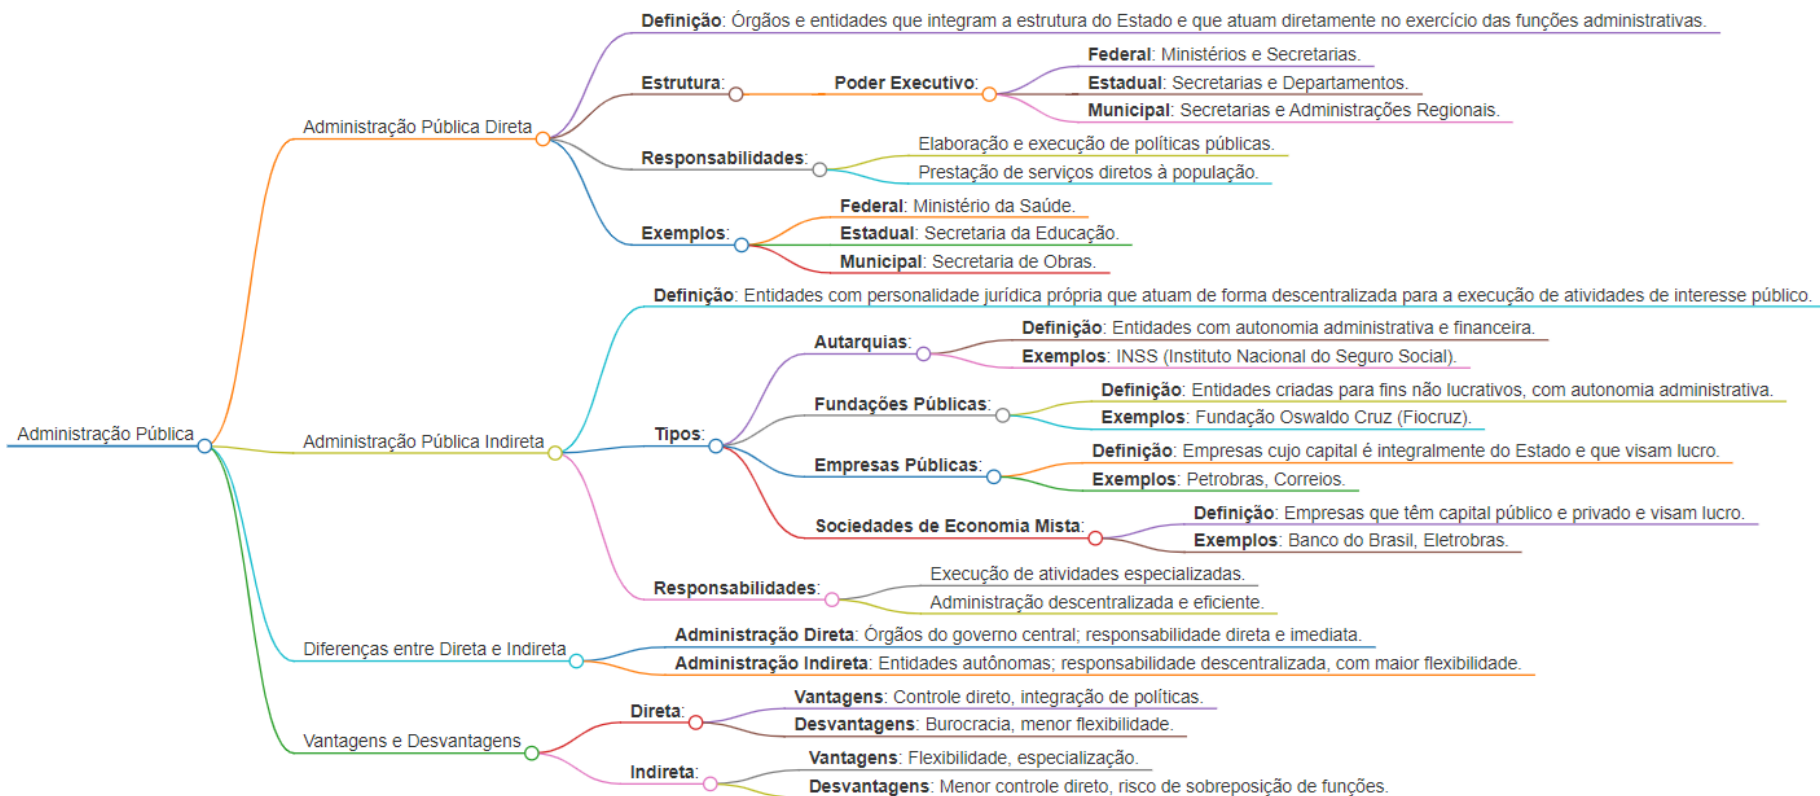 Administração Pública
Administração Pública Direta
Definição: Órgãos e entidades que integram a estrutura do Estado e que atuam diretamente no exercício das funções administrativas.
Estrutura:
Poder Executivo:
Federal: Ministérios e Secretarias.
Estadual: Secretarias e Departamentos.
Municipal: Secretarias e Administrações Regionais.
Responsabilidades:
Elaboração e execução de políticas públicas.
Prestação de serviços diretos à população.
Exemplos:
Federal: Ministério da Saúde.
Estadual: Secretaria da Educação.
Municipal: Secretaria de Obras.
Administração Pública Indireta
Definição: Entidades com personalidade jurídica própria que atuam de forma descentralizada para a execução de atividades de interesse público.
Tipos:
Autarquias:
Definição: Entidades com autonomia administrativa e financeira.
Exemplos: INSS (Instituto Nacional do Seguro Social).
Fundações Públicas:
Definição: Entidades criadas para fins não lucrativos, com autonomia administrativa.
Exemplos: Fundação Oswaldo Cruz (Fiocruz).
Empresas Públicas:
Definição: Empresas cujo capital é integralmente do Estado e que visam lucro.
Exemplos: Petrobras, Correios.
Sociedades de Economia Mista:
Definição: Empresas que têm capital público e privado e visam lucro.
Exemplos: Banco do Brasil, Eletrobras.
Responsabilidades:
Execução de atividades especializadas.
Administração descentralizada e eficiente.
Diferenças entre Direta e Indireta
Administração Direta: Órgãos do governo central; responsabilidade direta e imediata.
Administração Indireta: Entidades autônomas; responsabilidade descentralizada, com maior flexibilidade.
Vantagens e Desvantagens
Direta:
Vantagens: Controle direto, integração de políticas.
Desvantagens: Burocracia, menor flexibilidade.
Indireta:
Vantagens: Flexibilidade, especialização.
Desvantagens: Menor controle direto, risco de sobreposição de funções.